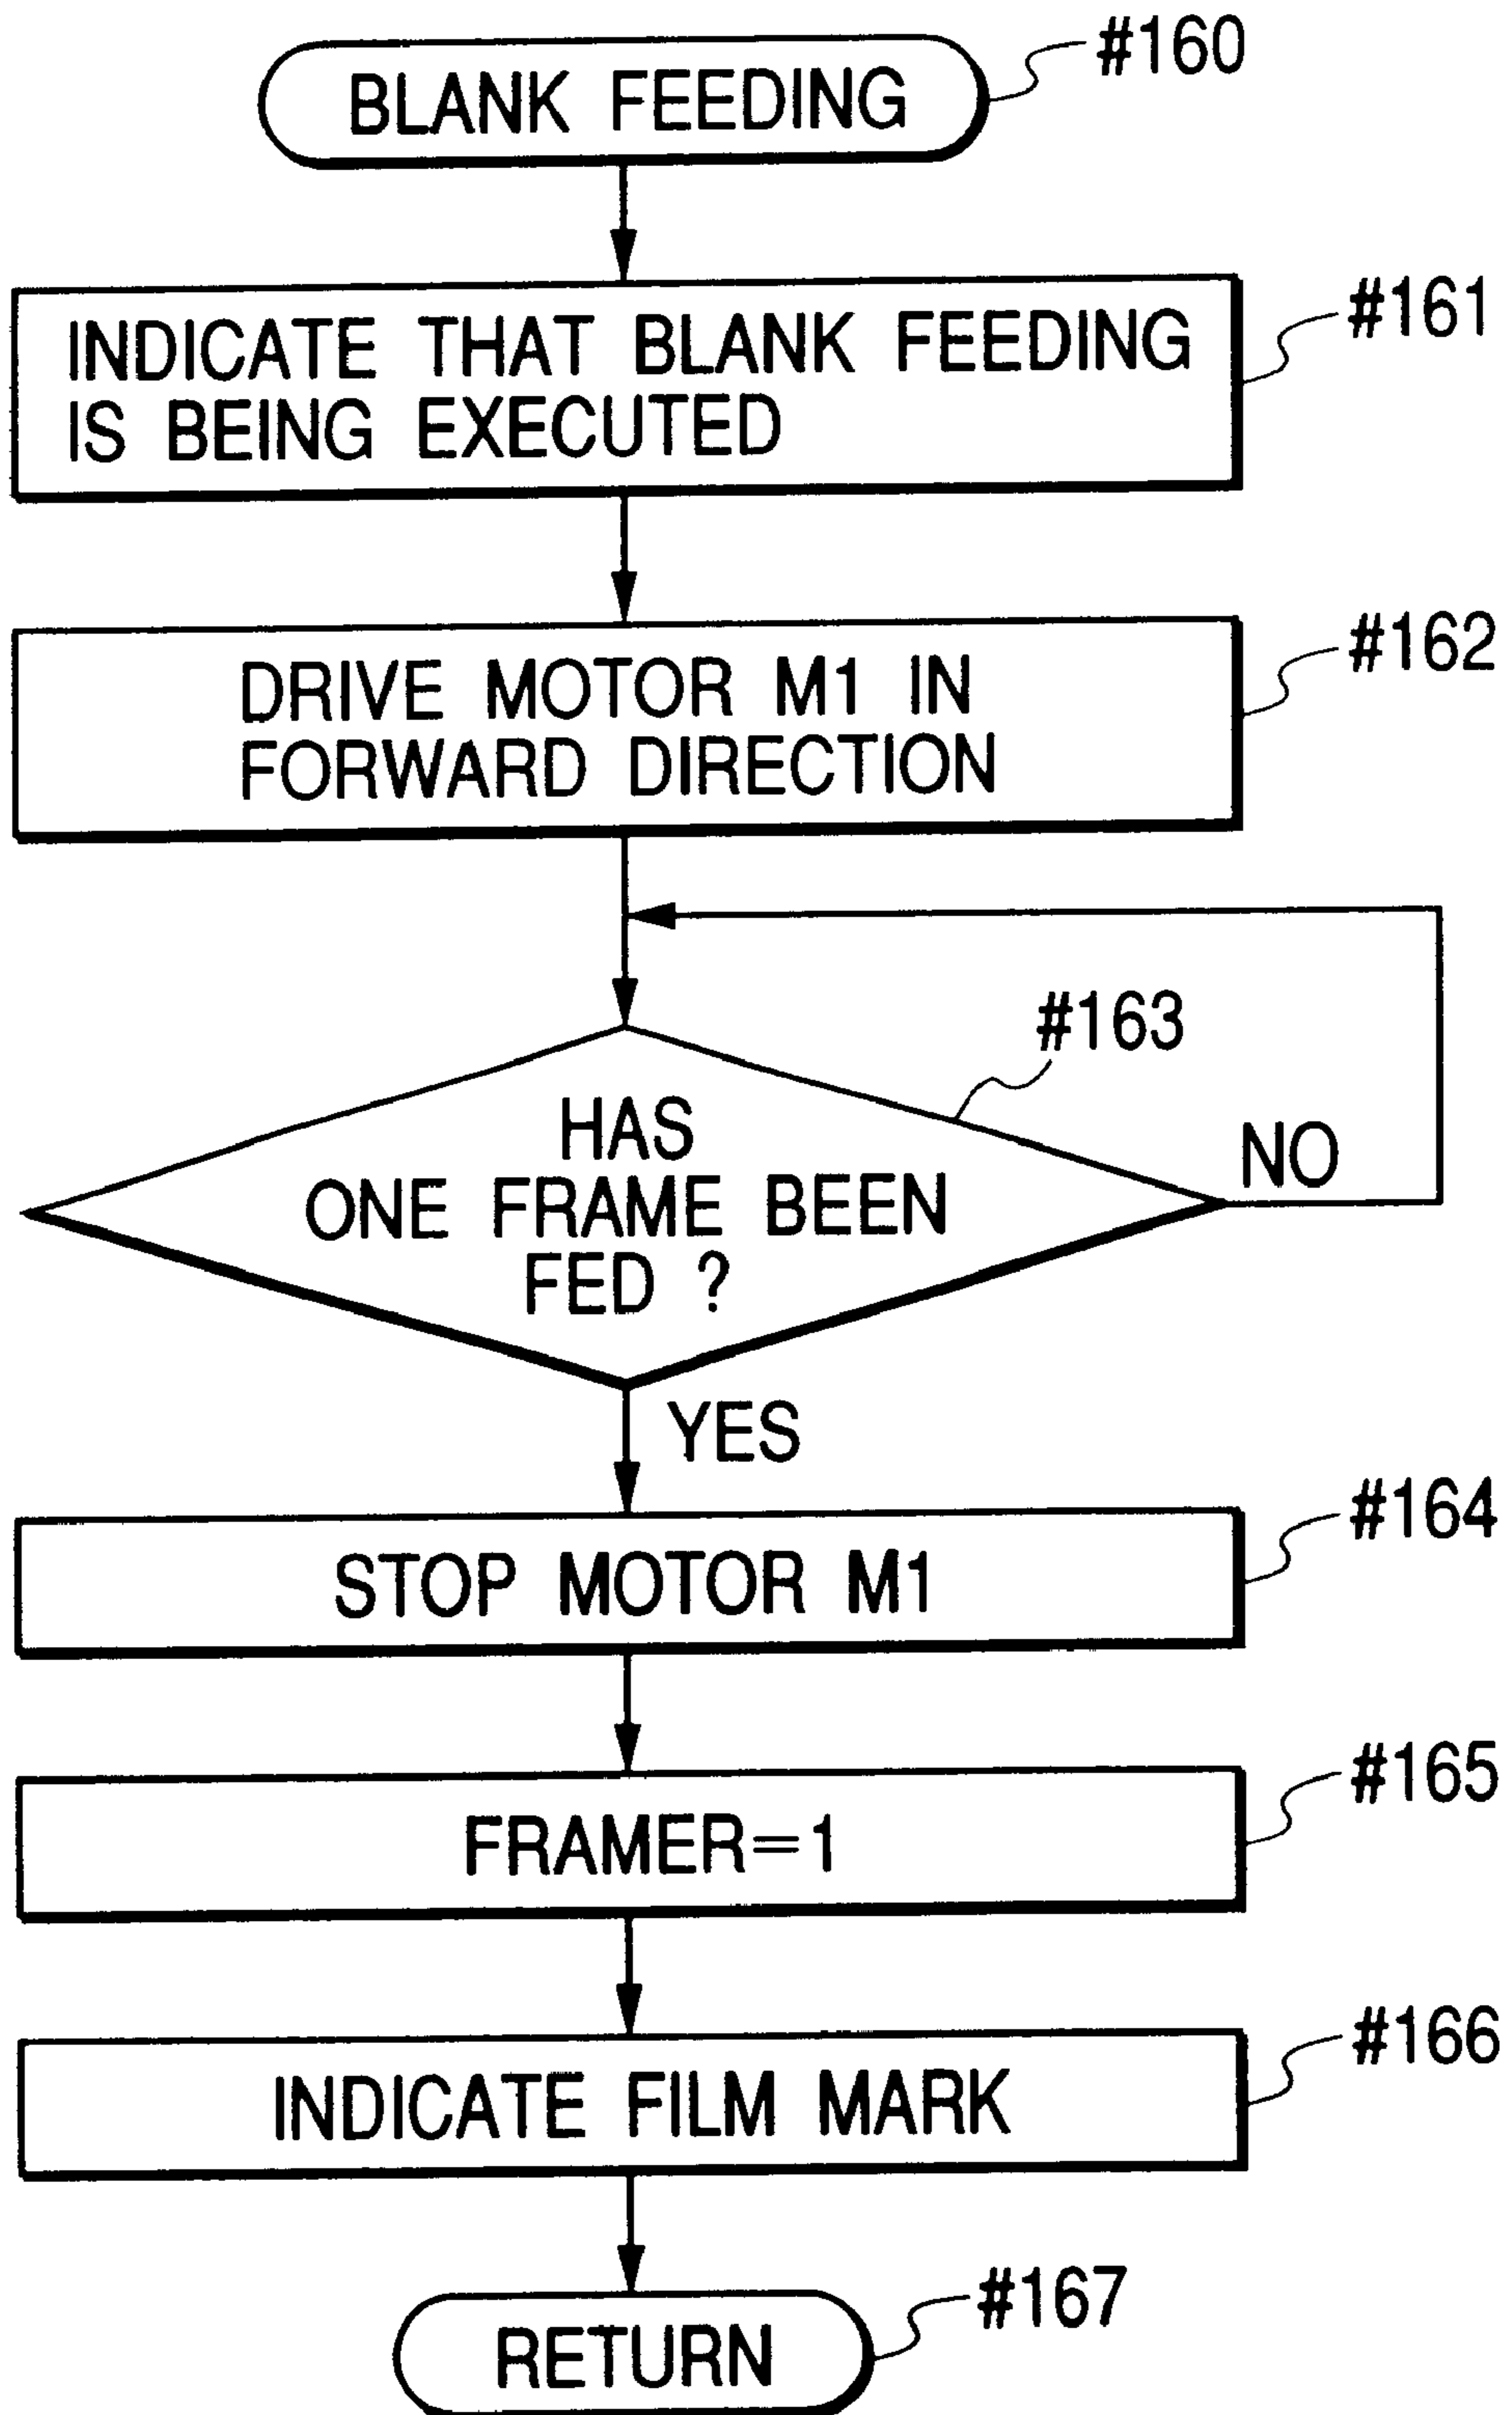 BLANK FEEDING
#160
INDICATE THAT BLANK FEEDING
IS BEING EXECUTED
#161
DRIVE MOTOR M1 IN
FORWARD DIRECTION
#162
#163
HAS
ONE FRAME BEEN
FED ?
NO
YES
STOP MOTOR M1
#164
FRAMER=1
#165
INDICATE FILM MARK
#166
RETURN
#167